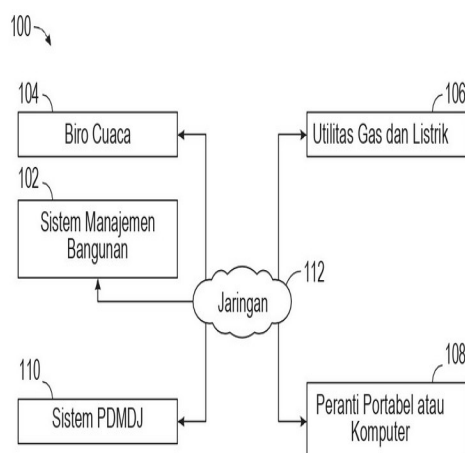 100
104
Biro Cuaca
106
Utilitas Gas dan Listrik
102
Sistem Manajemen
Bangunan
112
Jaringan
110
Sistem PDMDJ
108
Peranti Portabel atau
Komputer